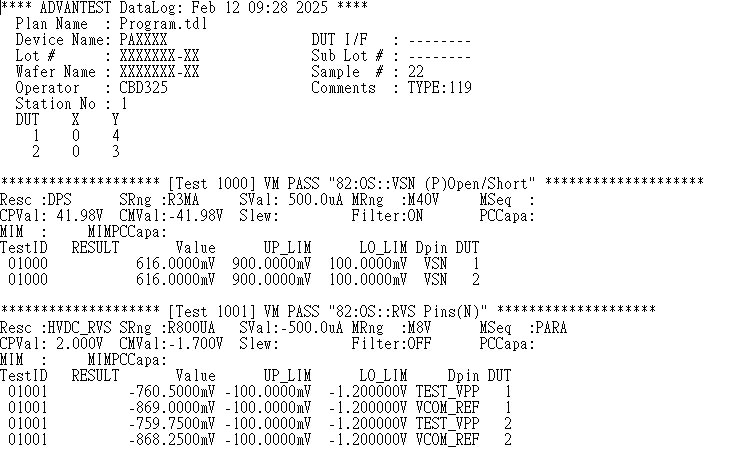 **** ADVANTEST DataLog: Feb 12 09:28 2025 ****
  Plan Name  : Program.tdl
  Device Name: PAXXXX                  DUT I/F   : --------
  Lot #      : XXXXXXX-XX              Sub Lot # : --------
  Wafer Name : XXXXXXX-XX              Sample  # : 22
  Operator   : CBD325                  Comments  : TYPE:119
  Station No : 1
  DUT    X    Y
    1    0    4
    2    0    3
******************** [Test 1000] VM PASS "82:OS::VSN (P)Open/Short" ********************
Resc :DPS      SRng :R3MA     SVal: 500.0uA MRng  :M40V     MSeq  :
CPVal: 41.98V  CMVal:-41.98V  Slew:         Filter:ON       PCCapa:
MIM  :     MIMPCCapa:
TestID   RESULT       Value      UP_LIM      LO_LIM Dpin DUT
 01000           616.0000mV  900.0000mV  100.0000mV  VSN   1
 01000           616.0000mV  900.0000mV  100.0000mV  VSN   2
******************** [Test 1001] VM PASS "82:OS::RVS Pins(N)" ********************
Resc :HVDC_RVS SRng :R800UA   SVal:-500.0uA MRng  :M8V      MSeq  :PARA
CPVal: 2.000V  CMVal:-1.700V  Slew:         Filter:OFF      PCCapa:
MIM  :     MIMPCCapa:
TestID   RESULT       Value      UP_LIM      LO_LIM     Dpin DUT
 01001          -760.5000mV -100.0000mV  -1.200000V TEST_VPP   1
 01001          -869.0000mV -100.0000mV  -1.200000V VCOM_REF   1
 01001          -759.7500mV -100.0000mV  -1.200000V TEST_VPP   2
 01001          -868.2500mV -100.0000mV  -1.200000V VCOM_REF   2